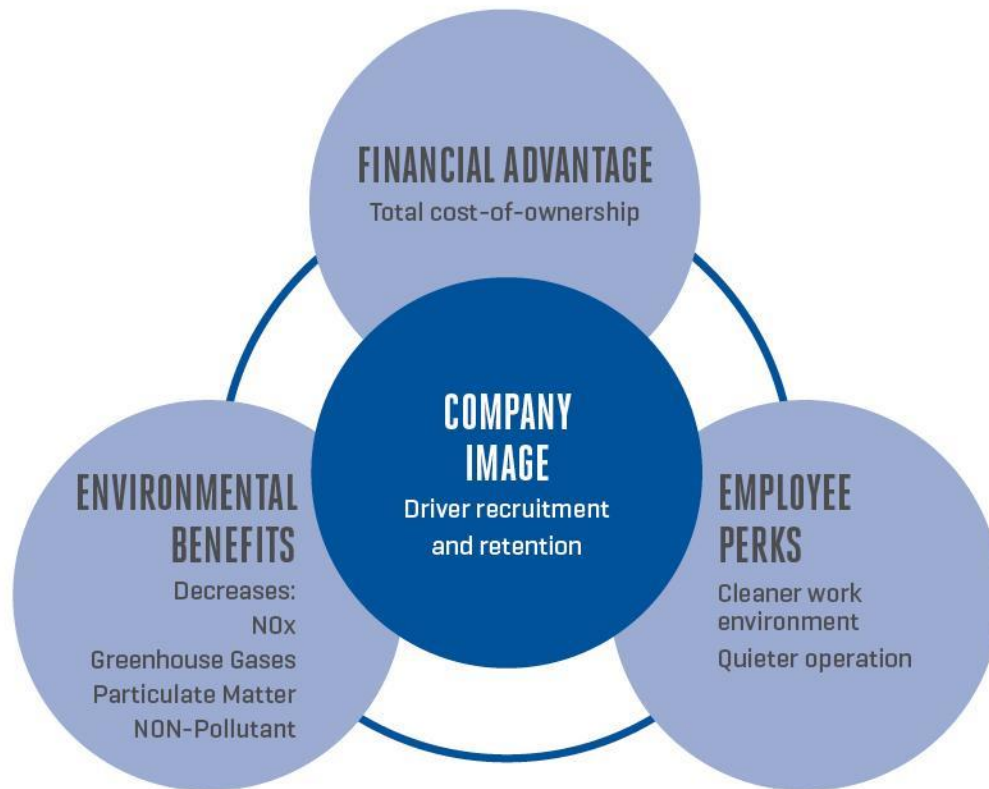 FINANCIAL ADVANTAGE
Total cost-of-ownership
COMPANY
IMAGE
Driver recruitment
and retention
ENVIRONMENTAL
BENEFITS
Decreases:
NOx
Greenhouse Gases
Particulate Matter
NON-Pollutant
EMPLOYEE
PERKS
Cleaner work
environment
Quieter operation